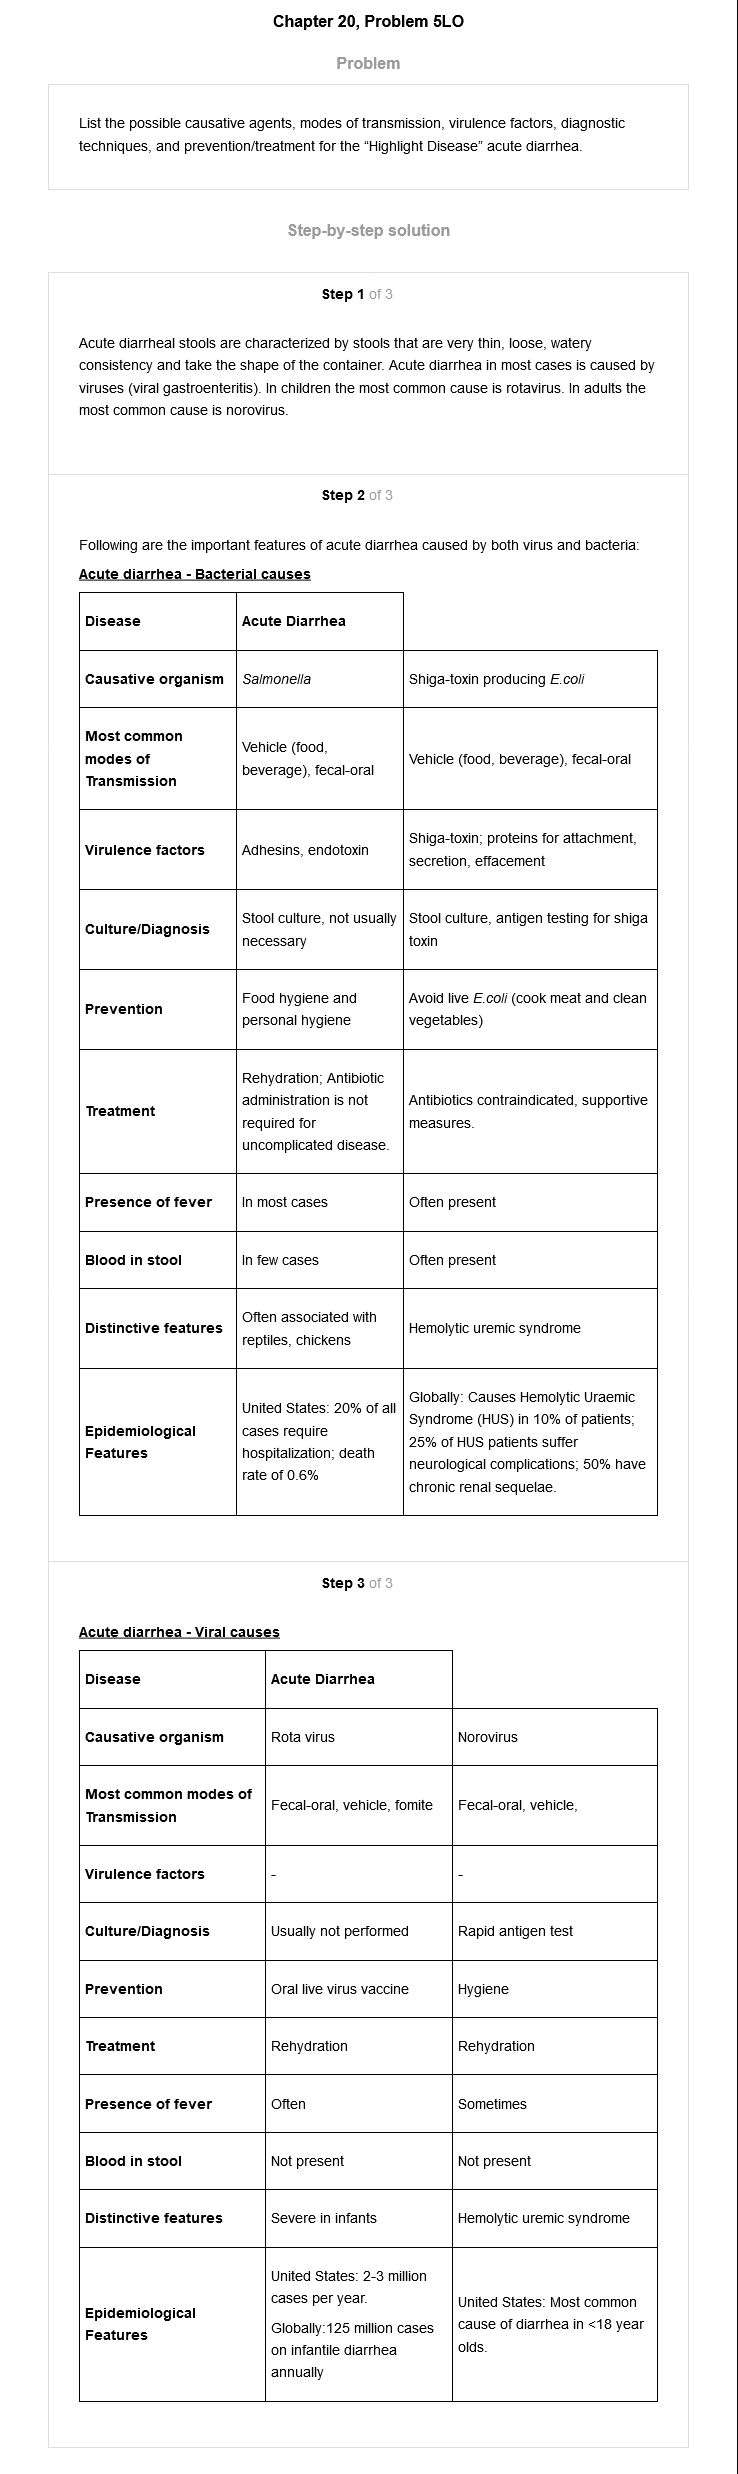 Chapter 20, Problem 5LO
Problem
List the possible causative agents, modes of transmission, virulence factors, diagnostic
techniques, and prevention/treatment for the “Highlight Disease” acute diarrhea.
Step-by-step solution
Step 1 of 3
Acute diarrheal stools are characterized by stools that are very thin, loose, watery
consistency and take the shape of the container. Acute diarrhea in most cases is caused by
viruses (viral gastroenteritis). In children the most common cause is rotavirus. In adults the
most common cause is norovirus.
Step 2 of 3
Following are the important features of acute diarrhea caused by both virus and bacteria:
Acute diarrhea - Bacterial causes
Disease
Acute Diarrhea
Causative organism
Salmonella
Shiga-toxin producing E.coli
Most common
modes of
Transmission
Vehicle (food,
beverage), fecal-oral
Vehicle (food, beverage), fecal-oral
Virulence factors
Adhesins, endotoxin
Shiga-toxin; proteins for attachment,
secretion, effacement
Culture/Diagnosis
Stool culture, not usually
necessary
Stool culture, antigen testing for shiga
toxin
Prevention
Food hygiene and
personal hygiene
Avoid live E.coli (cook meat and clean
vegetables)
Treatment
Rehydration; Antibiotic
administration is not
required for
uncomplicated disease.
Antibiotics contraindicated, supportive
measures.
Presence of fever
In most cases
Often present
Blood in stool
In few cases
Often present
Distinctive features
Often associated with
reptiles, chickens
Hemolytic uremic syndrome
Epidemiological
Features
United States: 20% of all
cases require
hospitalization; death
rate of 0.6%
Globally: Causes Hemolytic Uraemic
Syndrome (HUS) in 10% of patients;
25% of HUS patients suffer
neurological complications; 50% have
chronic renal sequelae.
Step 3 of 3
Acute diarrhea - Viral causes
Disease
Acute Diarrhea
Causative organism
Rota virus
Norovirus
Most common modes of
Transmission
Fecal-oral, vehicle, fomite
Fecal-oral, vehicle,
Virulence factors
-
-
Culture/Diagnosis
Usually not performed
Rapid antigen test
Prevention
Oral live virus vaccine
Hygiene
Treatment
Rehydration
Rehydration
Presence of fever
Often
Sometimes
Blood in stool
Not present
Not present
Distinctive features
Severe in infants
Hemolytic uremic syndrome
Epidemiological
Features
United States: 2-3 million
cases per year.
Globally:125 million cases
on infantile diarrhea
annually
United States: Most common
cause of diarrhea in <18 year
olds.